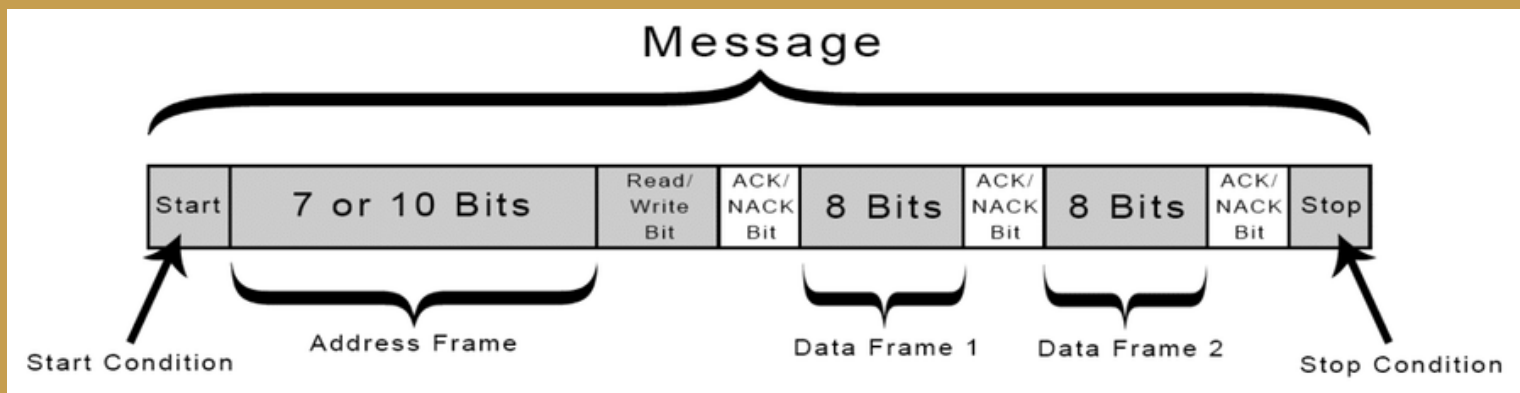 Message
Start
7 or 10 Bits
Read/
Write
Bit
ACK/
NACK
Bit
8 Bits
ACK/
NACK
Bit
8 Bits
ACK/
NACK
Bit
Stop
Start Condition
Address Frame
Data Frame 1
Data Frame 2
Stop Condition